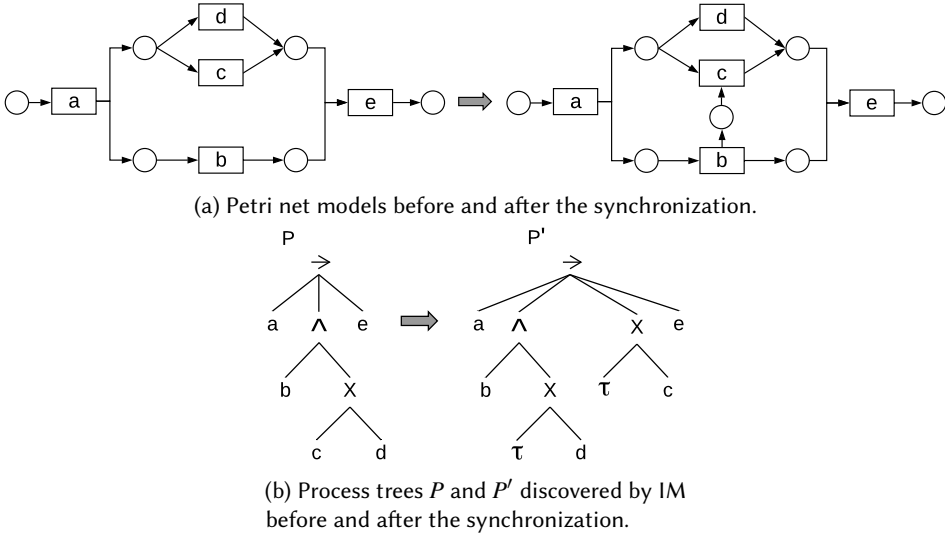 d d
c c
a e a e
b b
(a) Petri net models before and after the synchronization.
P P'
→ →
a ∧ e a ∧ X e
b X b X τ c
c d τ d
(b) Process trees P and P′ discovered by IM
before and after the synchronization.